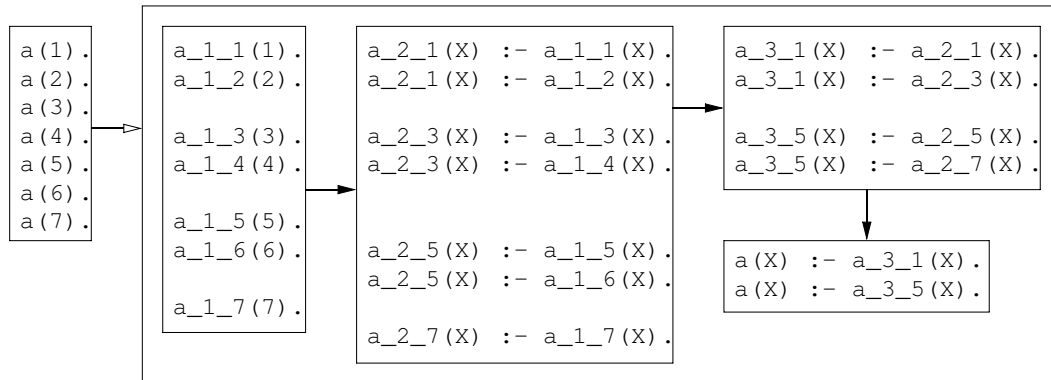 a(1).
a(2).
a(3).
a(4).
a(5).
a(6).
a(7).
a_1_1(1).
a_1_2(2).
a_1_3(3).
a_1_4(4).
a_1_5(5).
a_1_6(6).
a_1_7(7).
a_2_1(X) :- a_1_1(X).
a_2_1(X) :- a_1_2(X).
a_2_3(X) :- a_1_3(X).
a_2_3(X) :- a_1_4(X).
a_2_5(X) :- a_1_5(X).
a_2_5(X) :- a_1_6(X).
a_2_7(X) :- a_1_7(X).
a_3_1(X) :- a_2_1(X).
a_3_1(X) :- a_2_3(X).
a_3_5(X) :- a_2_5(X).
a_3_5(X) :- a_2_7(X).
a(X) :- a_3_1(X).
a(X) :- a_3_5(X).